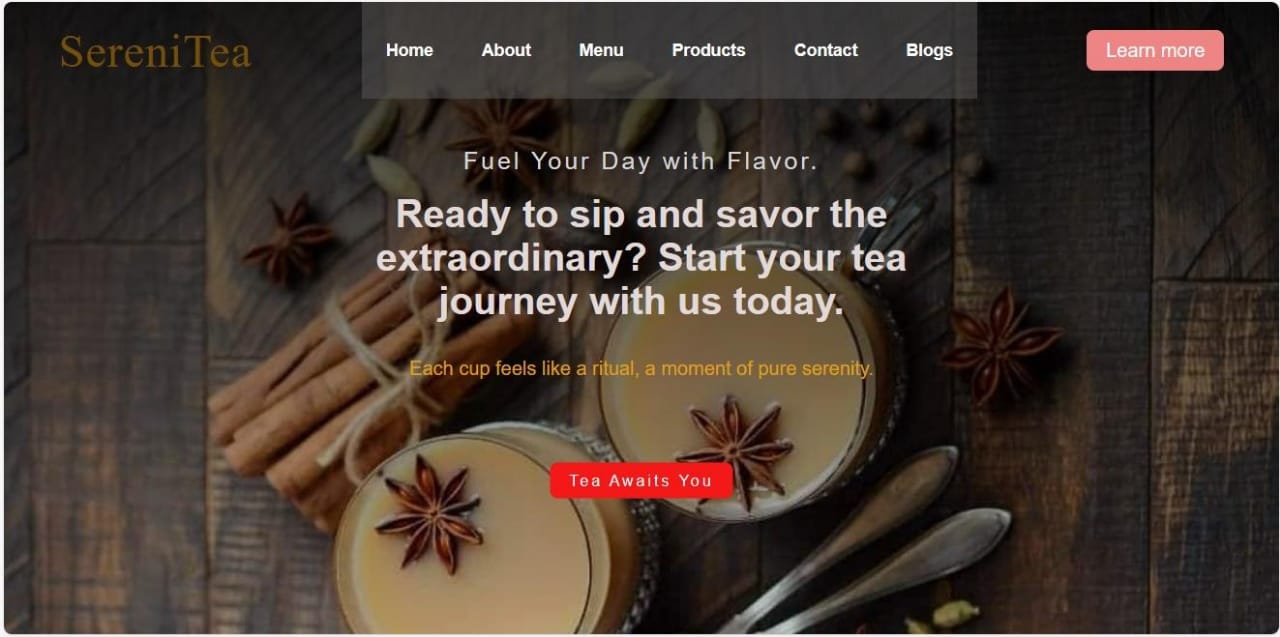 SereniTea
Home About Menu Products Contact Blogs
Learn more
Fuel Your Day with Flavor.
Ready to sip and savor the
extraordinary? Start your tea
journey with us today.
Each cup feels like a ritual, a moment of pure serenity.
Tea Awaits You